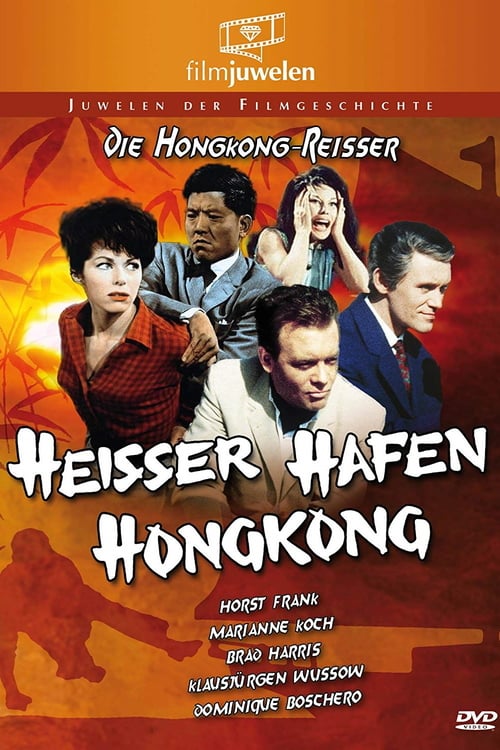 filmjuwelen
JUWELEN DER FILMGESCHICHTE
DIE HONGKONG-REISSER
HEISSER HAFEN
HONGKONG
HORST FRANK
MARIANNE KOCH
BRAD HARRIS
KLAUSJÜRGEN WUSSOW
DOMINIQUE BOSCHERO
DVD
VIDEO